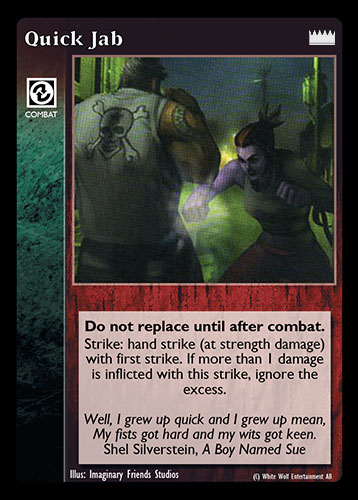 Quick Jab
COMBAT
Do not replace until after combat.
Strike: hand strike (at strength damage)
with first strike. If more than 1 damage
is inflicted with this strike, ignore the
excess.
Well, I grew up quick and I grew up mean,
My fists got hard and my wits got keen.
Shel Silverstein, A Boy Named Sue
Illus: Imaginary Friends Studios
(C) White Wolf Entertainment AB